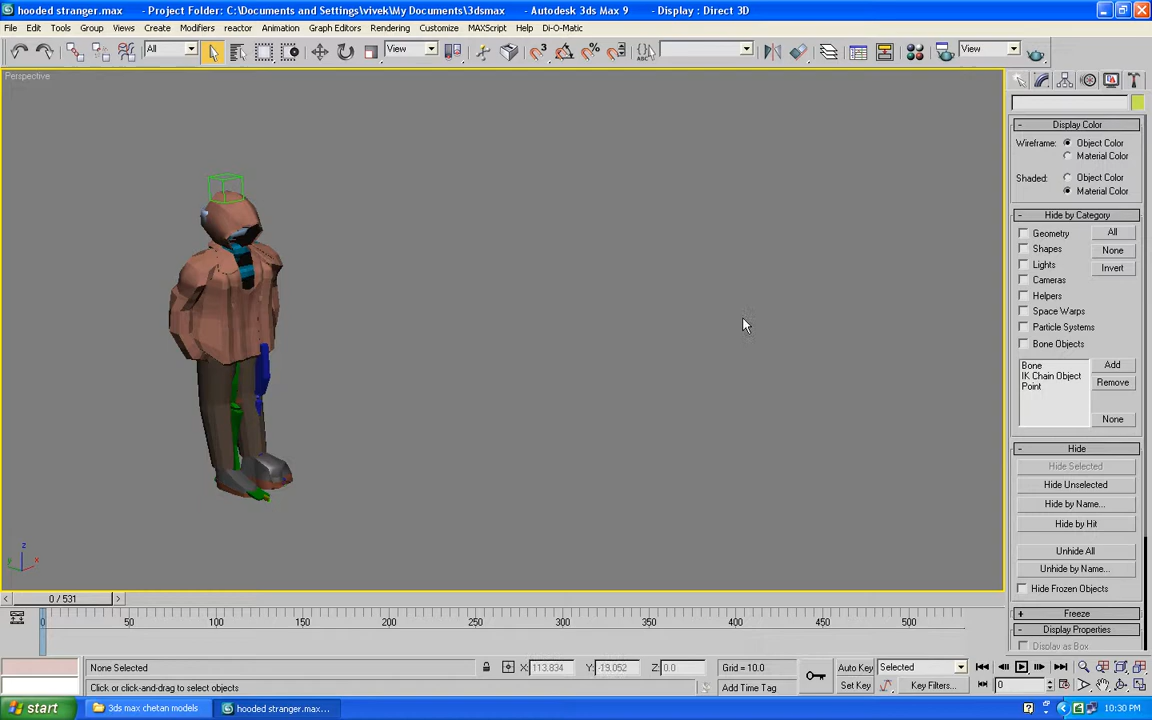 hooded stranger.max - Project Folder: C:\Documents and Settings\vivek\My Documents\3dsmax - Autodesk 3ds Max 9 - Display : Direct 3D
File Edit Tools Group Views Create Modifiers reactor Animation Graph Editors Rendering Customize MAXScript Help Di-O-Matic
All View View
Perspective
Display Color
Wireframe: Object Color
Material Color
Shaded: Object Color
Material Color
Hide by Category
Geometry All
Shapes None
Lights Invert
Cameras
Helpers
Space Warps
Particle Systems
Bone Objects
Bone Add
IK Chain Object Remove
Point
None
Hide
Hide Selected
Hide Unselected
Hide by Name...
Hide by Hit
Unhide All
Unhide by Name...
Hide Frozen Objects
Freeze
Display Properties
Display as Box
0 / 531
0 50 100 150 200 250 300 350 400 450 500
None Selected X: 113.834 Y: -19.052 Z: 0.0 Grid = 10.0 Auto Key Selected
Click or click-and-drag to select objects Add Time Tag Set Key Key Filters... 0
start 3ds max chetan models hooded stranger.max... 10:30 PM